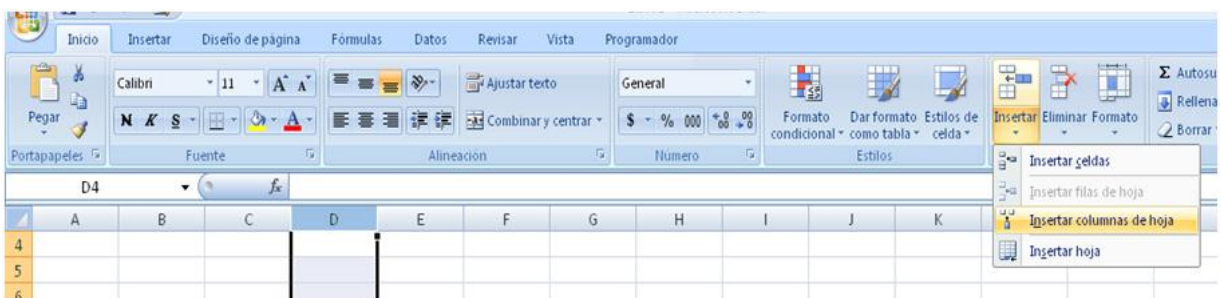 Inicio Insertar Diseño de página Fórmulas Datos Revisar Vista Programador
Pegar
Calibri 11 A A
Ajustar texto
General
N K S A
Combinar y centrar
$ % 000
Formato condicional
Dar formato como tabla
Estilos de celda
Insertar Eliminar Formato
Σ
Borrar
Portapapeles Fuente Alineación Número Estilos
Insertar celdas
Insertar filas de hoja
Insertar columnas de hoja
Insertar hoja
D4 fx
A B C D E F G H I J K
4
5
6